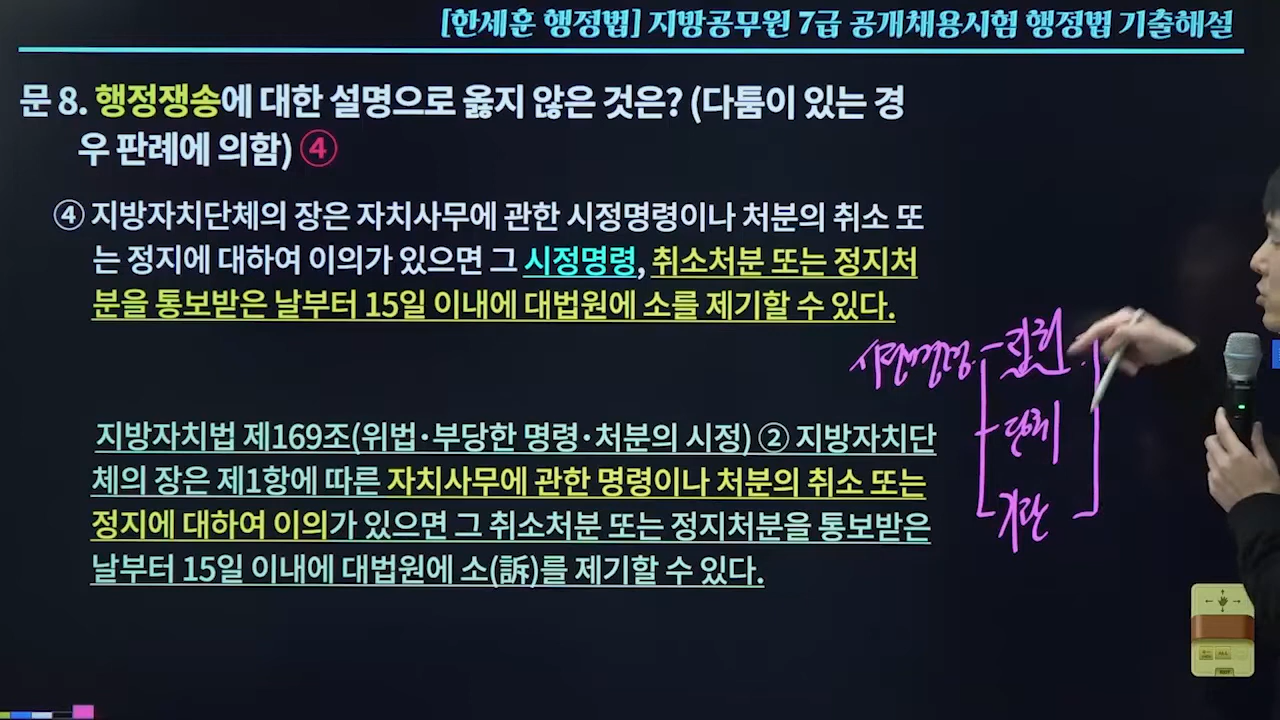 [한세훈 행정법] 지방공무원 7급 공개채용시험 행정법 기출해설
문 8. 행정쟁송에 대한 설명으로 옳지 않은 것은? (다툼이 있는 경
우 판례에 의함) ④
④ 지방자치단체의 장은 자치사무에 관한 시정명령이나 처분의 취소 또
는 정지에 대하여 이의가 있으면 그 시정명령, 취소처분 또는 정지처
분을 통보받은 날부터 15일 이내에 대법원에 소를 제기할 수 있다.
지방자치법 제169조(위법·부당한 명령·처분의 시정) ② 지방자치단
체의 장은 제1항에 따른 자치사무에 관한 명령이나 처분의 취소 또는
정지에 대하여 이의가 있으면 그 취소처분 또는 정지처분을 통보받은
날부터 15일 이내에 대법원에 소(訴)를 제기할 수 있다.
단체
기관